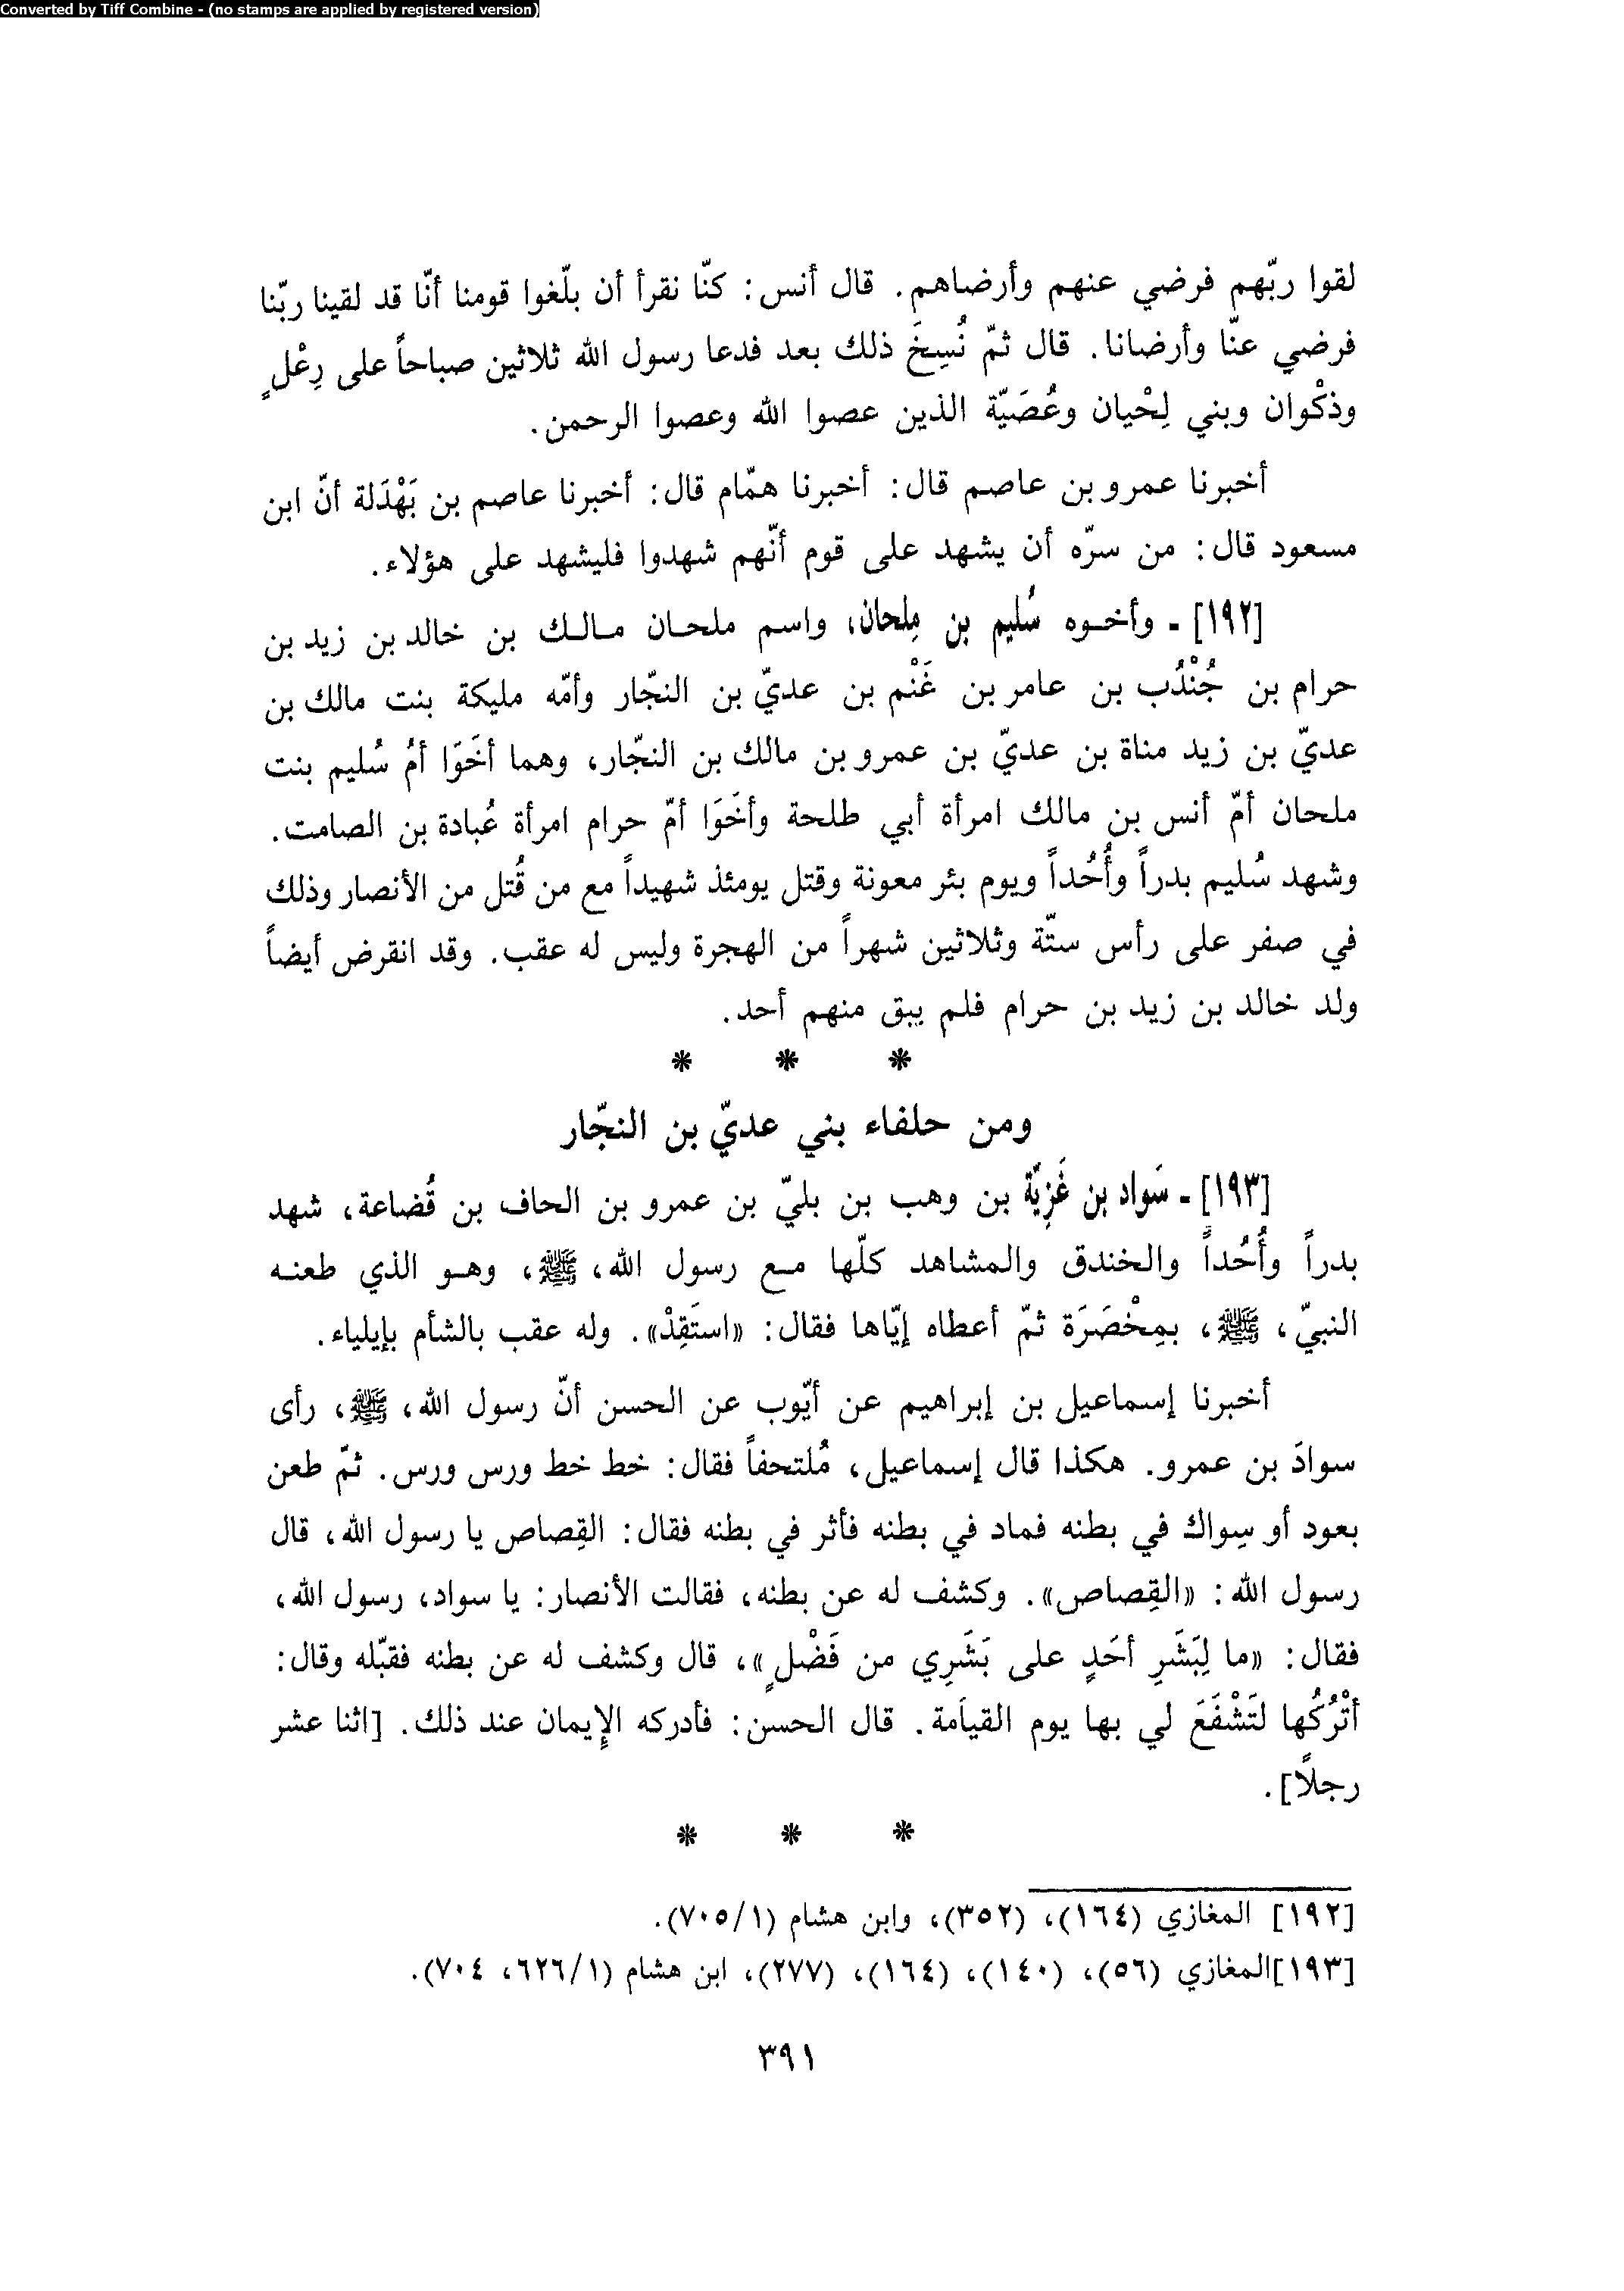 Converted by Tiff Combine - (no stamps are applied by registered version)
لقوا ربّهم فرضي عنهم وأرضاهم. قال أنس: كنّا نقرأ أن بلّغوا قومنا أنّا قد لقينا ربّنا
فرضي عنّا وأرضانا. قال ثمّ نُسِخَ ذلك بعد فدعا رسول الله ثلاثين صباحاً على رِعْلٍ
وذكْوان وبني لِحْيان وعُصَيّة الذين عصوا الله وعصوا الرحمن.
أخبرنا عمرو بن عاصم قال: أخبرنا همّام قال: أخبرنا عاصم بن بَهْدَلة أنّ ابن
مسعود قال: من سرّه أن يشهد على قوم أنّهم شهدوا فليشهد على هؤلاء.
[١٩٢] - وأخوه سُليم بن مِلحان، واسم ملحان مالك بن خالد بن زيد بن
حرام بن جُنْدُب بن عامر بن غَنْم بن عديّ بن النجّار وأمّه مليكة بنت مالك بن
عديّ بن زيد مناة بن عديّ بن عمرو بن مالك بن النجّار، وهما أخَوَا أمُ سُليم بنت
ملحان أمّ أنس بن مالك امرأة أبي طلحة وأخَوَا أمّ حرام امرأة عُبادة بن الصامت.
وشهد سُليم بدراً وأُحُداً ويوم بئر معونة وقتل يومئذ شهيداً مع من قُتل من الأنصار وذلك
في صفر على رأس ستّة وثلاثين شهراً من الهجرة وليس له عقب. وقد انقرض أيضاً
ولد خالد بن زيد بن حرام فلم يبق منهم أحد.
* * *
ومن حلفاء بني عديّ بن النجّار
[١٩٣] - سَواد بن غَزِيّة بن وهب بن بليّ بن عمرو بن الحاف بن قُضاعة، شهد
بدراً وأُحُداً والخندق والمشاهد كلّها مع رسول الله، ﷺ، وهو الذي طعنه
النبيّ، ﷺ، بمِخْصَرَة ثمّ أعطاه إيّاها فقال: «استَقِدْ». وله عقب بالشأم بإيلياء.
أخبرنا إسماعيل بن إبراهيم عن أيّوب عن الحسن أنّ رسول الله، ﷺ، رأى
سوادَ بن عمرو. هكذا قال إسماعيل، مُلتحفاً فقال: خط خط ورس ورس. ثمّ طعن
بعود أو سِواك في بطنه فماد في بطنه فأثر في بطنه فقال: القِصاص يا رسول الله، قال
رسول الله: «القِصاص». وكشف له عن بطنه، فقالت الأنصار: يا سواد، رسول الله،
فقال: «ما لِبَشَرِ أحَدٍ على بَشَرِي من فَضْلٍ»، قال وكشف له عن بطنه فقبّله وقال:
أتْرُكُها لتَشْفَعَ لي بها يوم القيامة. قال الحسن: فأدركه الإيمان عند ذلك. [اثنا عشر
رجلًا].
* * *
[١٩٢] المغازي (١٦٤)، (٣٥٢)، وابن هشام (٧٠٥/١).
[١٩٣]المغازي (٥٦)، (١٤٠)، (١٦٤)، (٢٧٧)، ابن هشام (٦٢٦/١، ٧٠٤).
٣٩١